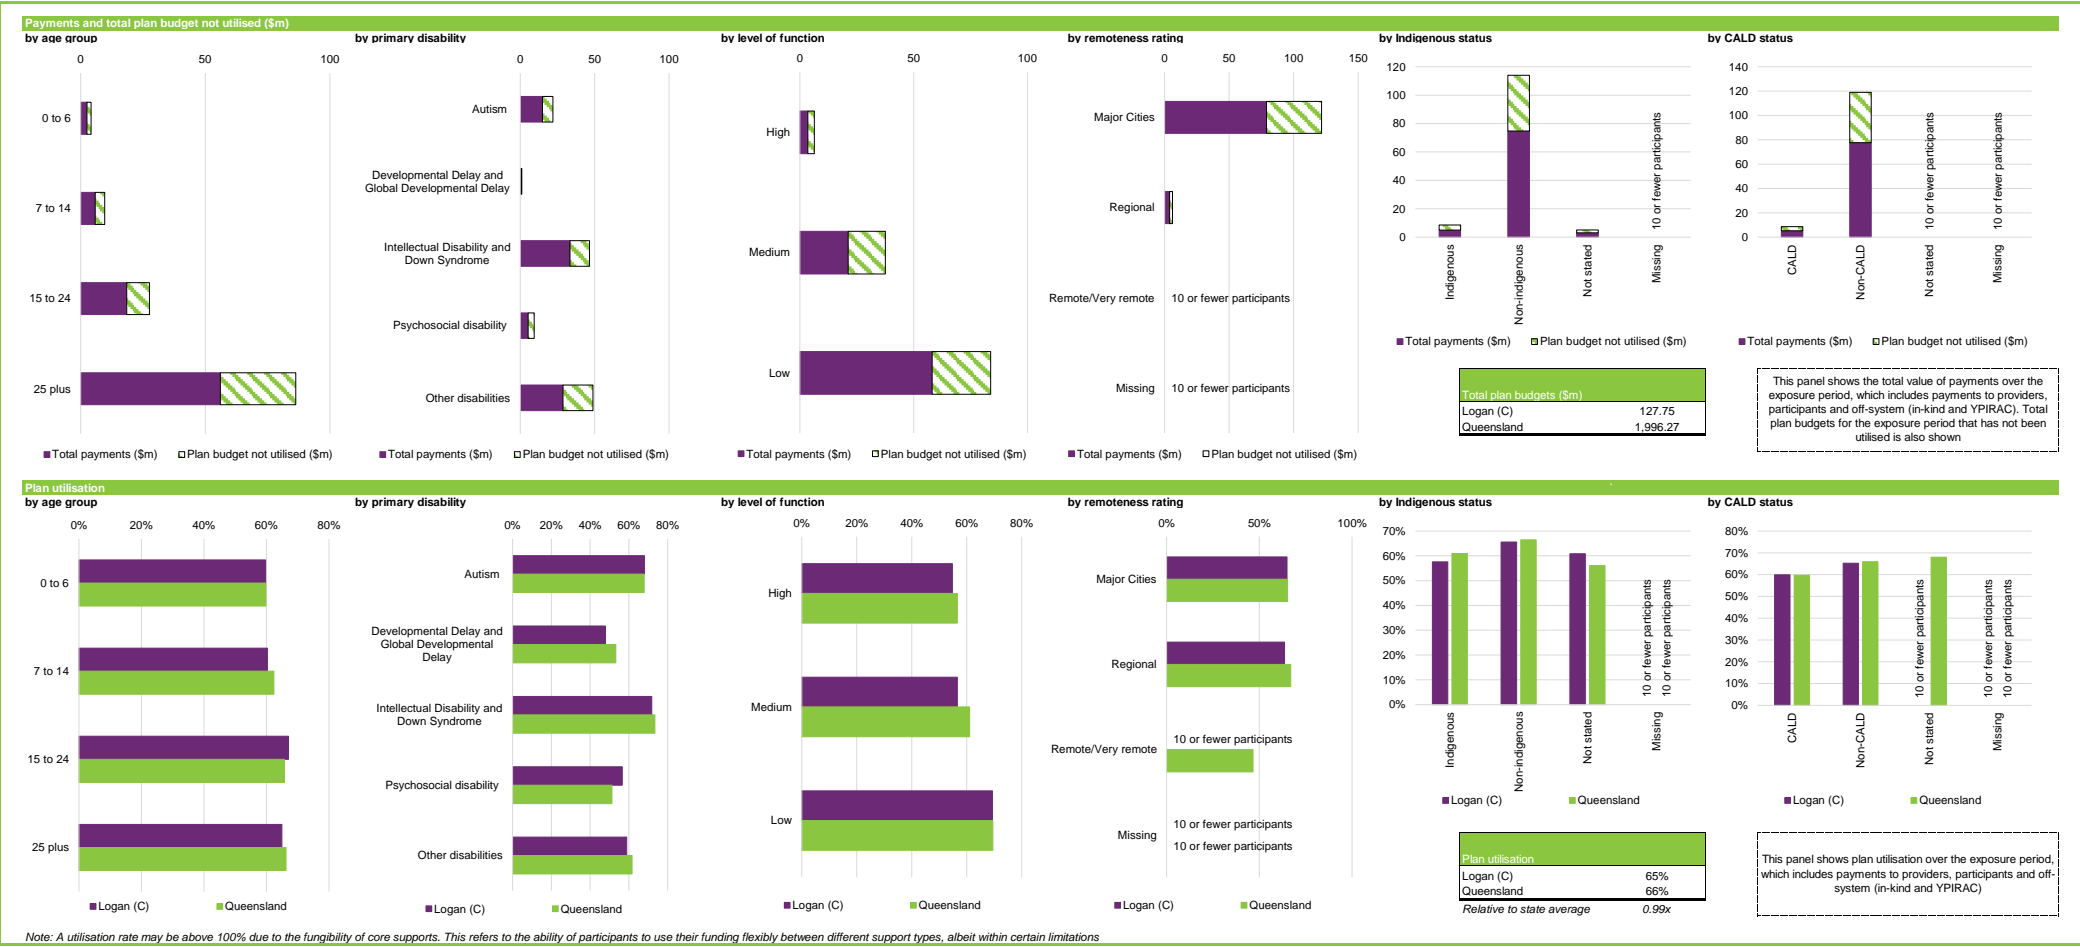 Payments and total plan budget not utilised ($m)
by age group
0 50 100
0 to 6
7 to 14
15 to 24
25 plus
Total payments ($m) Plan budget not utilised ($m)
by primary disability
0 50 100
Autism
Developmental Delay and
Global Developmental Delay
Intellectual Disability and
Down Syndrome
Psychosocial disability
Other disabilities
Total payments ($m) Plan budget not utilised ($m)
by level of function
0 50 100
High
Medium
Low
Total payments ($m) Plan budget not utilised ($m)
by remoteness rating
0 50 100 150
Major Cities
Regional
Remote/Very remote 10 or fewer participants
Missing 10 or fewer participants
Total payments ($m) Plan budget not utilised ($m)
by Indigenous status
120
100
80
60
40
20
0
10 or fewer participants
Indigenous
Non-indigenous
Not stated
Missing
Total payments ($m) Plan budget not utilised ($m)
by CALD status
140
120
100
80
60
40
20
0
10 or fewer participants
10 or fewer participants
CALD
Non-CALD
Not stated
Missing
Total payments ($m) Plan budget not utilised ($m)
Total plan budgets ($m)
Logan (C) 127.75
Queensland 1,996.27
This panel shows the total value of payments over the
exposure period, which includes payments to providers,
participants and off-system (in-kind and YPIRAC). Total
plan budgets for the exposure period that has not been
utilised is also shown
Plan utilisation
by age group
0% 20% 40% 60% 80%
0 to 6
7 to 14
15 to 24
25 plus
Logan (C) Queensland
by primary disability
0% 20% 40% 60% 80%
Autism
Developmental Delay and
Global Developmental
Delay
Intellectual Disability and
Down Syndrome
Psychosocial disability
Other disabilities
Logan (C) Queensland
by level of function
0% 20% 40% 60% 80%
High
Medium
Low
Logan (C) Queensland
by remoteness rating
0% 50% 100%
Major Cities
Regional
10 or fewer participants
Remote/Very remote
10 or fewer participants
Missing
10 or fewer participants
Logan (C) Queensland
by Indigenous status
70%
60%
50%
40%
30%
20%
10%
0%
10 or fewer participants
10 or fewer participants
Indigenous
Non-indigenous
Not stated
Missing
Logan (C) Queensland
by CALD status
80%
70%
60%
50%
40%
30%
20%
10%
0%
10 or fewer participants
10 or fewer participants
10 or fewer participants
CALD
Non-CALD
Not stated
Missing
Logan (C) Queensland
Plan utilisation
Logan (C) 65%
Queensland 66%
Relative to state average 0.99x
This panel shows plan utilisation over the exposure period,
which includes payments to providers, participants and off-
system (in-kind and YPIRAC)
Note: A utilisation rate may be above 100% due to the fungibility of core supports. This refers to the ability of participants to use their funding flexibly between different support types, albeit within certain limitations